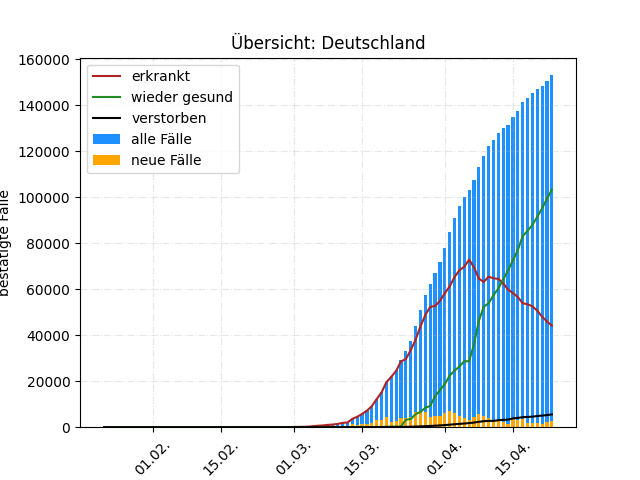 Übersicht: Deutschland
160000
140000
120000
100000
80000
60000
40000
20000
0
bestätigte Fälle
erkrankt
wieder gesund
verstorben
alle Fälle
neue Fälle
01.02.
15.02.
01.03.
15.03.
01.04.
15.04.